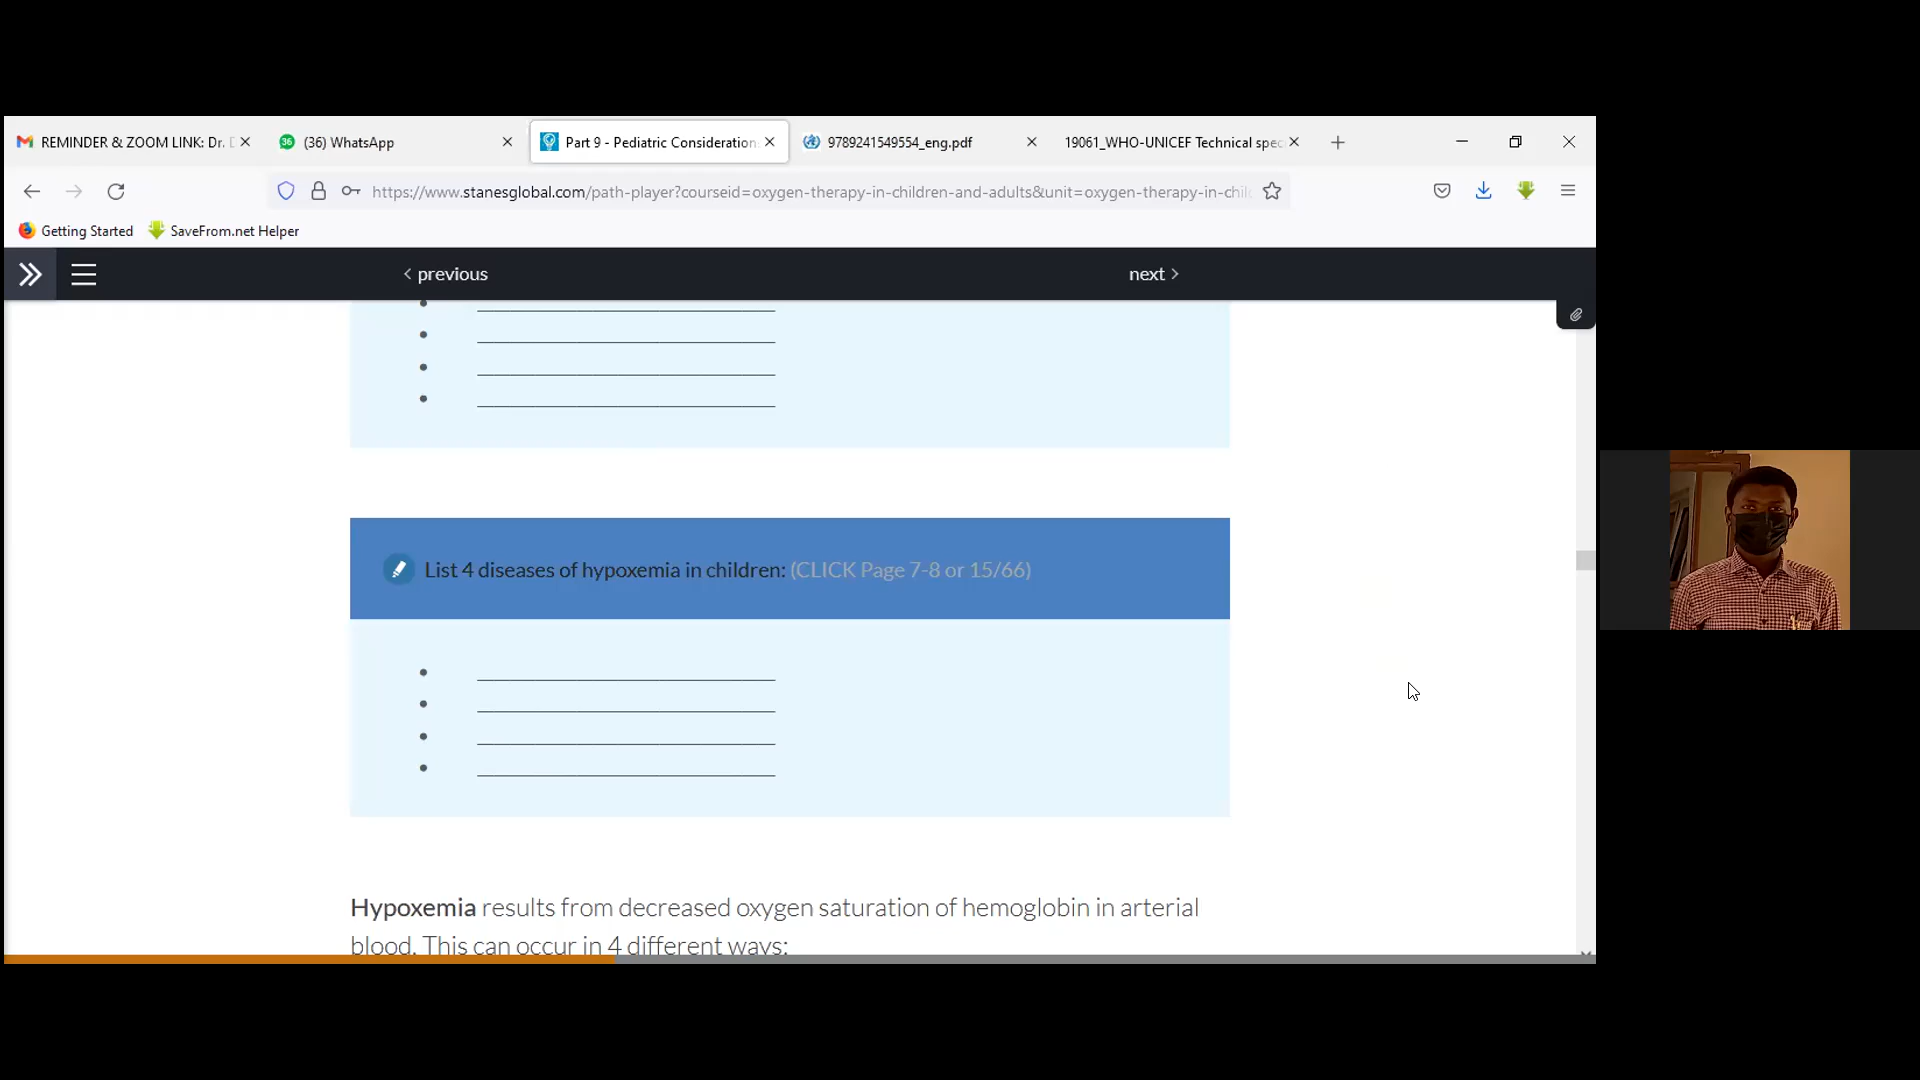 REMINDER & ZOOM LINK: Dr.
(36) WhatsApp
Part 9 - Pediatric Consideration
9789241549554_eng.pdf
19061_WHO-UNICEF Technical spec
https://www.stanesglobal.com/path-player?courseid=oxygen-therapy-in-children-and-adults&unit=oxygen-therapy-in-chil
Getting Started
SaveFrom.net Helper
previous
next
List 4 diseases of hypoxemia in children: (CLICK Page 7-8 or 15/66)
Hypoxemia results from decreased oxygen saturation of hemoglobin in arterial
blood. This can occur in 4 different ways: